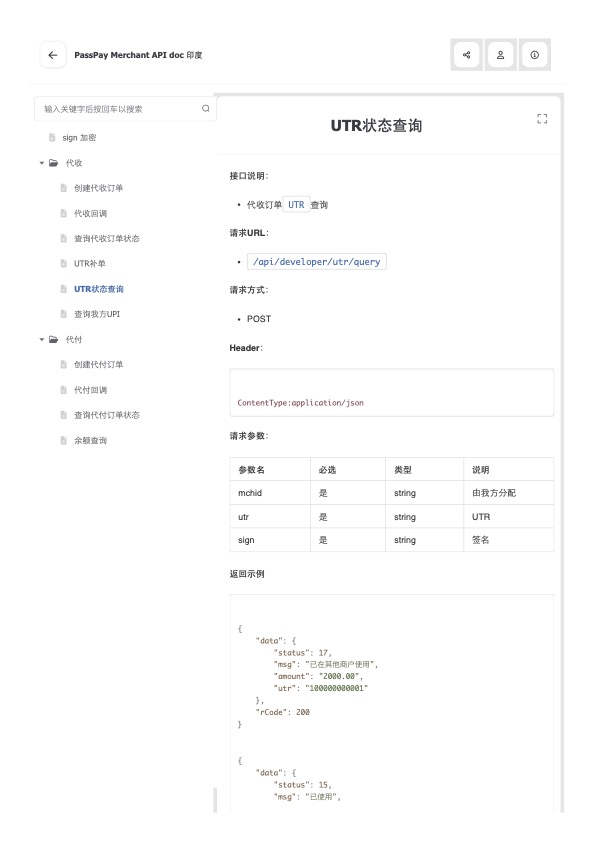 PassPay Merchant API doc 印度
输入关键字后按回车以搜索
sign 加密
代收
创建代收订单
代收回调
查询代收订单状态
UTR补单
UTR状态查询
查询我方UPI
代付
创建代付订单
代付回调
查询代付订单状态
余额查询
UTR状态查询
接口说明：
• 代收订单 UTR 查询
请求URL：
• /api/developer/utr/query
请求方式：
• POST
Header：
ContentType:application/json
请求参数：
参数名 必选 类型 说明
mchid 是 string 由我方分配
utr 是 string UTR
sign 是 string 签名
返回示例
{
"data": {
"status": 17,
"msg": "已在其他商户使用",
"amount": "2000.00",
"utr": "100000000001"
},
"rCode": 200
}
{
"data": {
"status": 15,
"msg": "已使用",